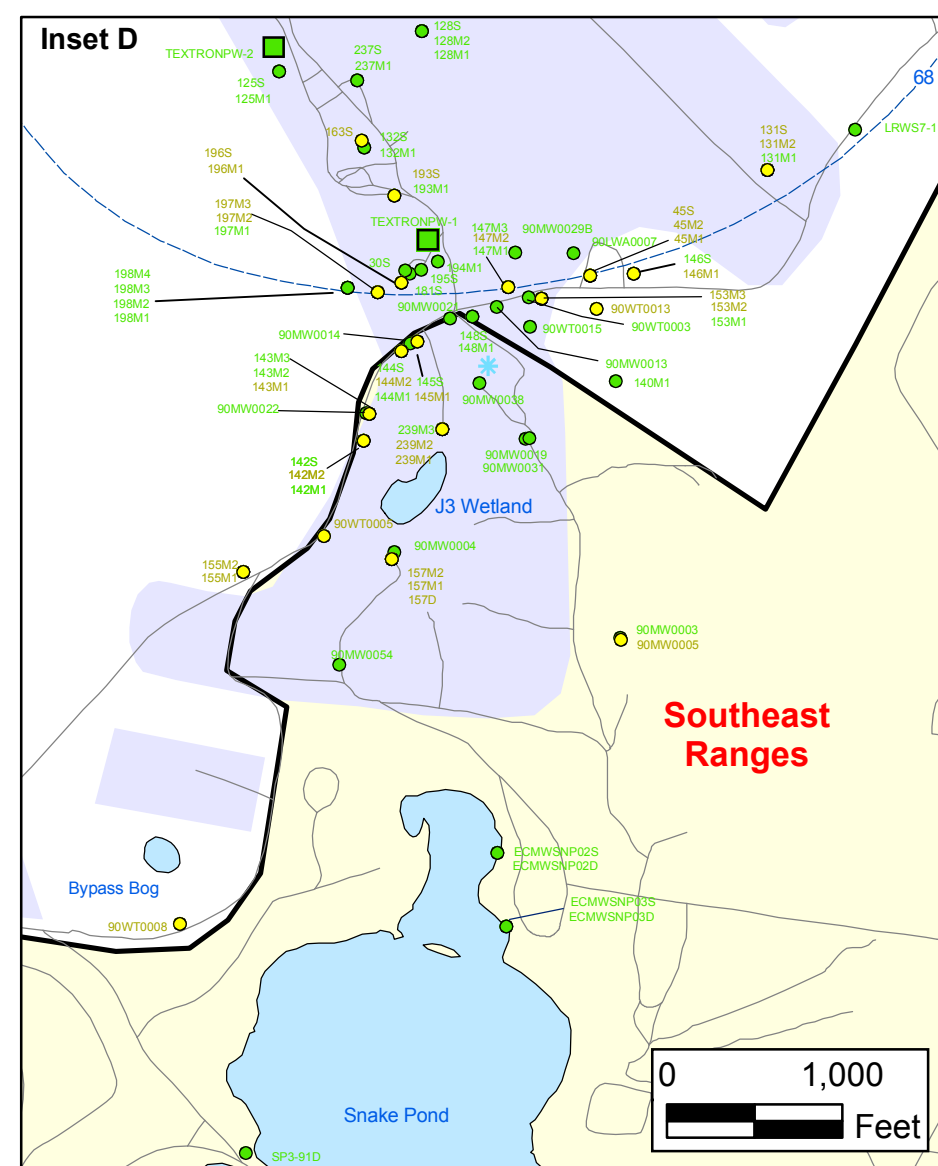 Inset D
128S
128M2
128M1
TEXTRONPW-2
237S
237M1
68
125S
125M1
LRWS7-1
163S
132S
132M1
131S
131M2
131M1
196S
196M1
193S
193M1
197M3
197M2
197M1
TEXTRONPW-1
147M3
147M2
147M1
90MW0029B
90LWA0007
45S
45M2
45M1
146S
146M1
30S
194M1
195S
181S
198M4
198M3
198M2
198M1
90MW0021
90WT0013
153M3
153M2
153M1
90WT0015
90WT0003
90MW0014
148S
148M1
90MW0013
143M3
143M2
143M1
144S
144M2
144M1
145S
145M1
140M1
90MW0038
90MW0022
239M3
239M2
239M1
90MW0019
90MW0031
142S
142M2
142M1
J3 Wetland
90WT0005
90MW0004
155M2
155M1
157M2
157M1
157D
90MW0003
90MW0005
90MW0054
Southeast
Ranges
ECMWSNP02S
ECMWSNP02D
Bypass Bog
ECMWSNP03S
ECMWSNP03D
90WT0008
0 1,000
Feet
Snake Pond
SP3-91D